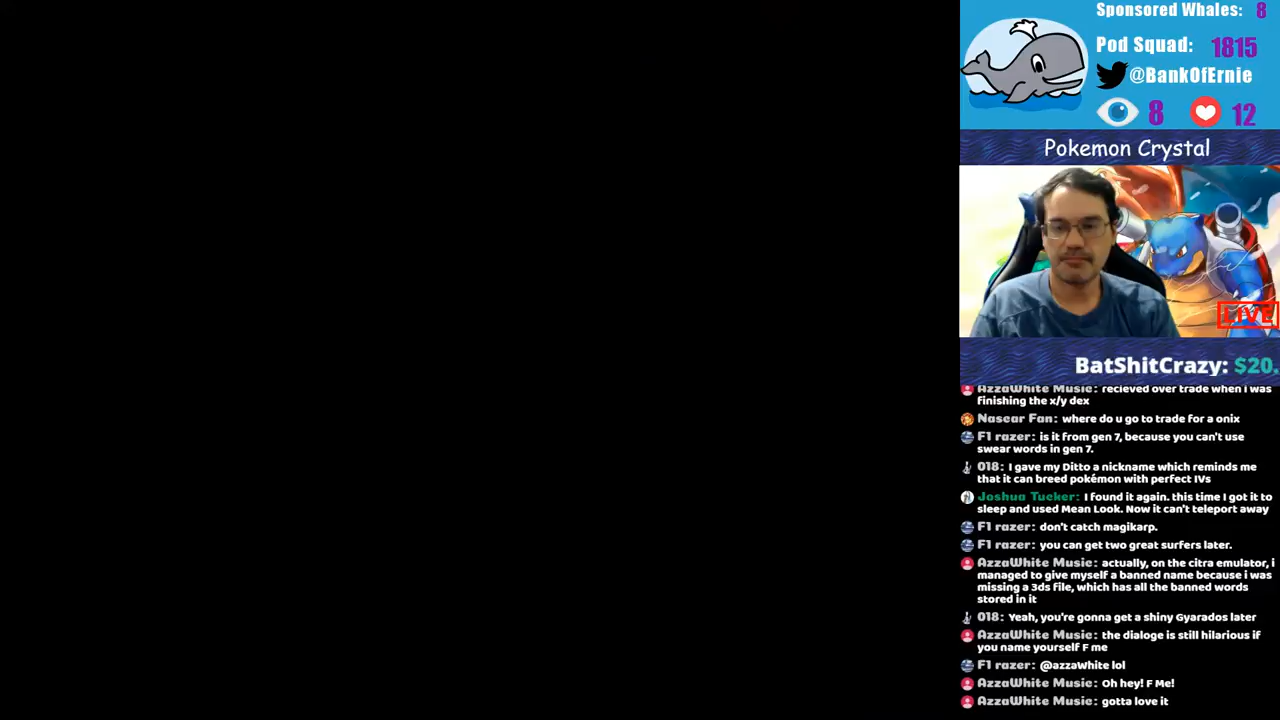 Sponsored Whales: 8
Pod Squad: 1815
@BankOfErnie
8 12
Pokemon Crystal
LIVE
BatShitCrazy: $20.
AzzaWhite Music: recieved over trade when i was
finishing the x/y dex
Nascar Fan: where do u go to trade for a onix
F1 razer: is it from gen 7, because you can't use
swear words in gen 7.
018: I gave my Ditto a nickname which reminds me
that it can breed pokémon with perfect IVs
Joshua Tucker: I found it again. this time I got it to
sleep and used Mean Look. Now it can't teleport away
F1 razer: don't catch magikarp.
F1 razer: you can get two great surfers later.
AzzaWhite Music: actually, on the citra emulator, i
managed to give myself a banned name because i was
missing a 3ds file, which has all the banned words
stored in it
018: Yeah, you're gonna get a shiny Gyarados later
AzzaWhite Music: the dialoge is still hilarious if
you name yourself F me
F1 razer: @azzaWhite lol
AzzaWhite Music: Oh hey! F Me!
AzzaWhite Music: gotta love it